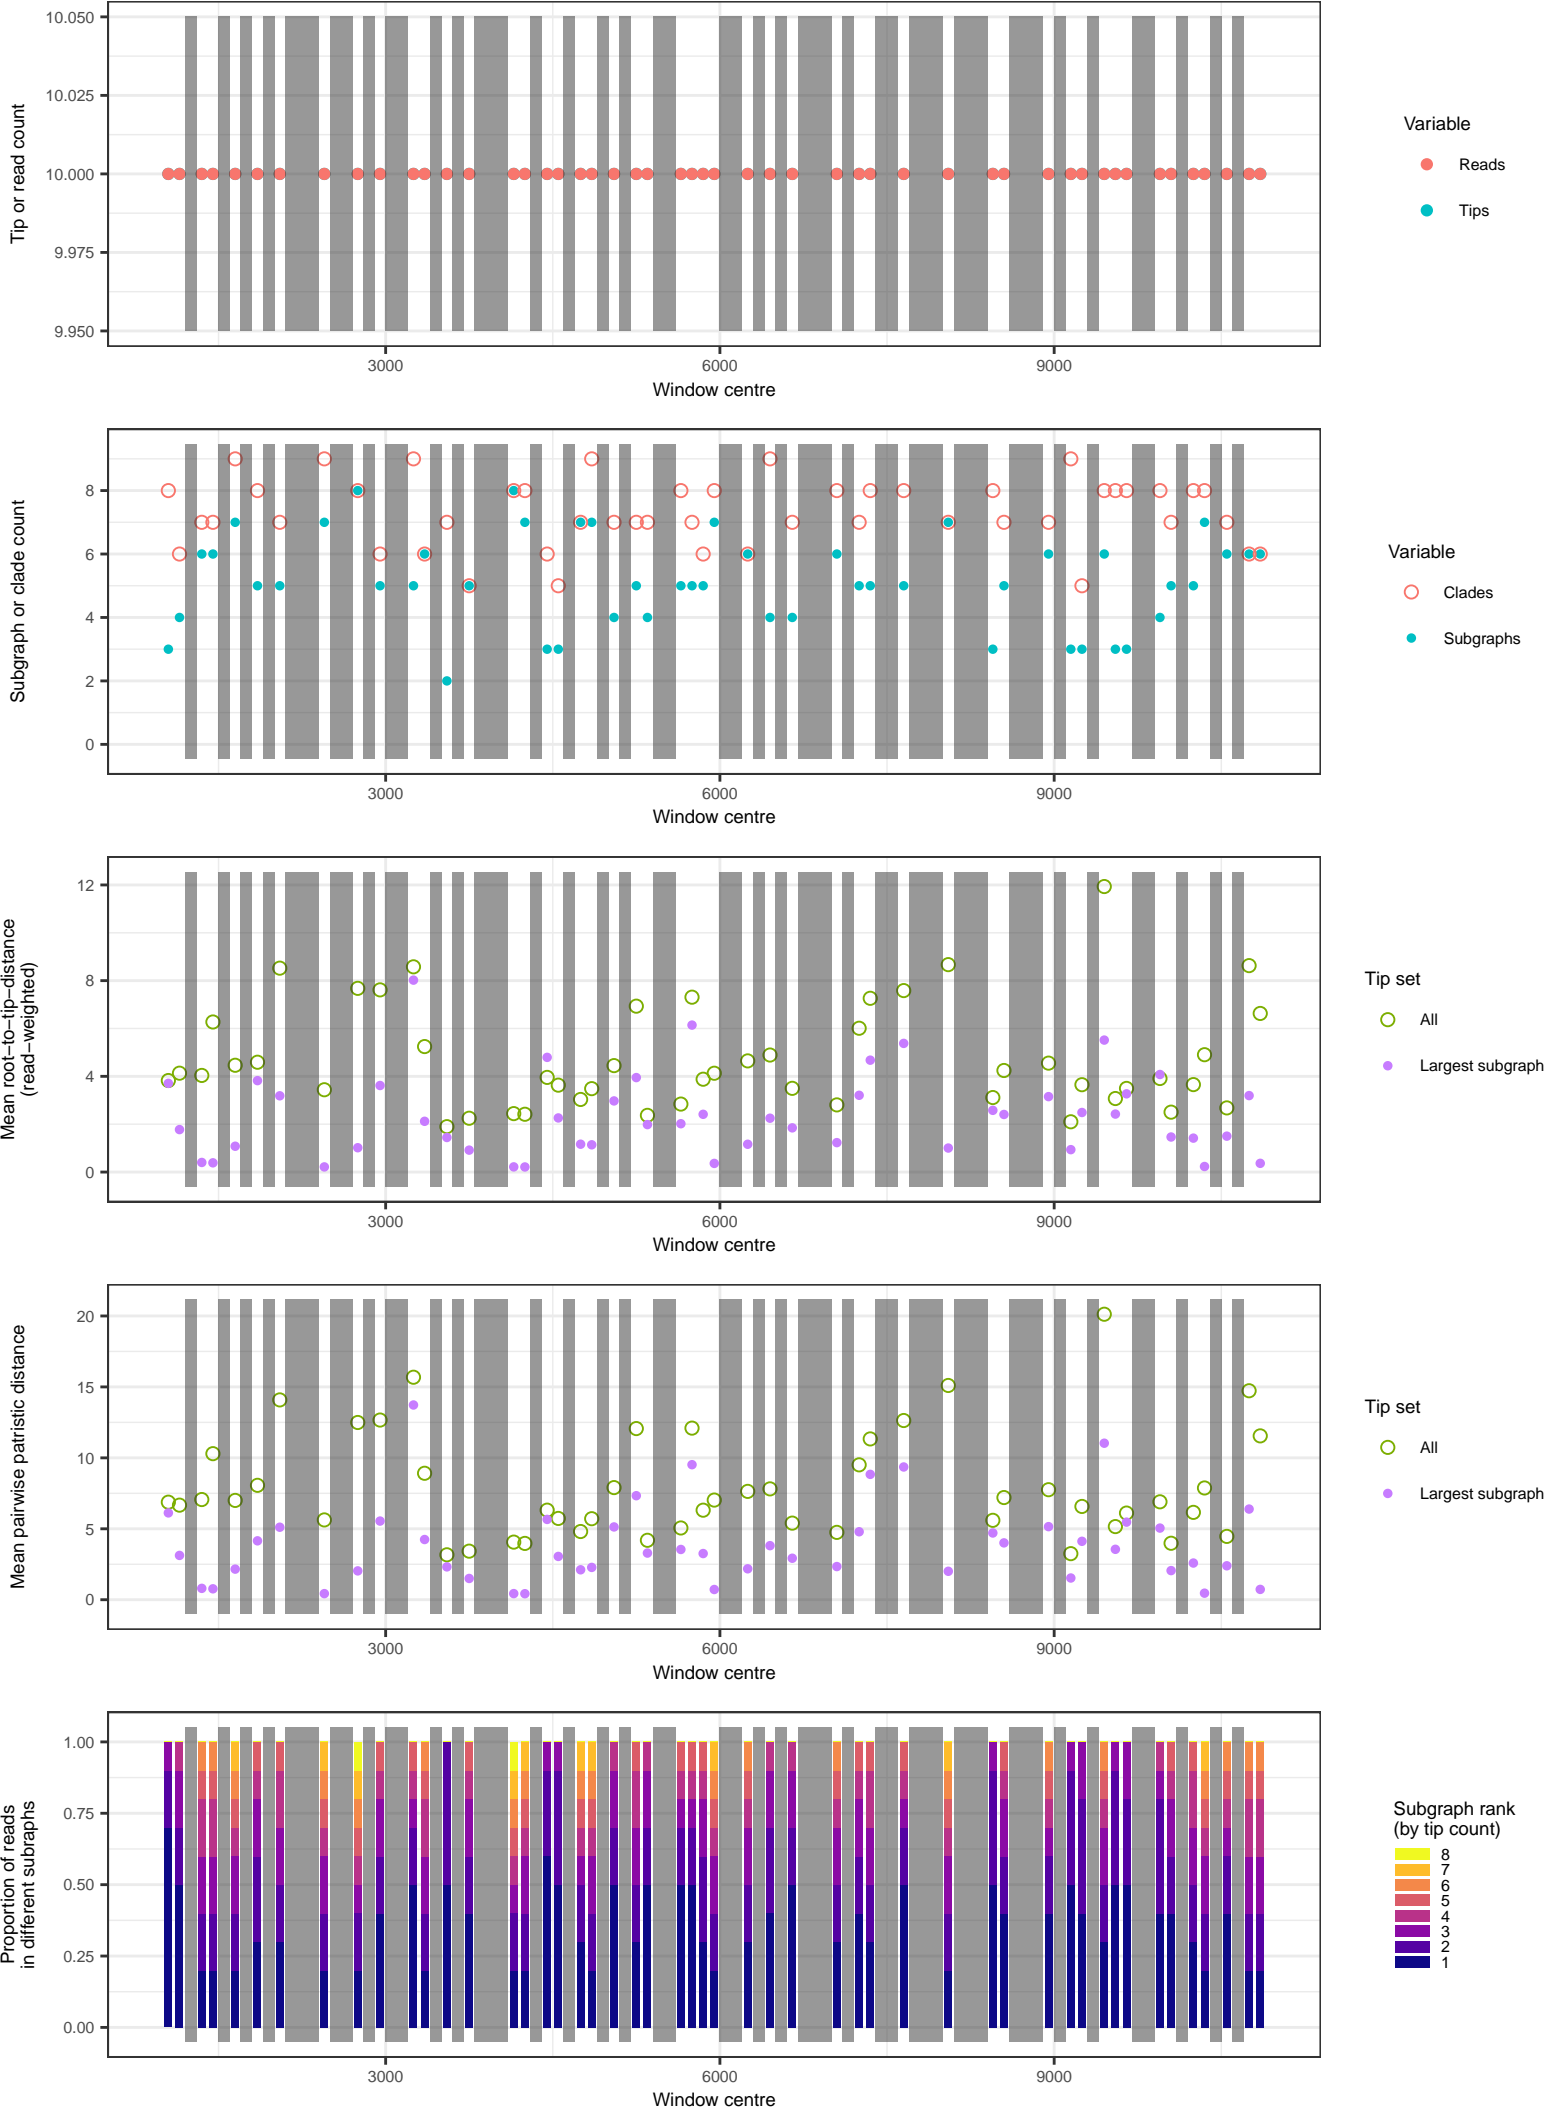 10.050
10.025
10.000
9.975
9.950
Tip or read count
3000
6000
9000
Window centre
Variable
Reads
Tips
8
6
4
2
0
Subgraph or clade count
3000
6000
9000
Window centre
Variable
Clades
Subgraphs
12
8
4
0
Mean root−to−tip−distance
(read−weighted)
3000
6000
9000
Window centre
Tip set
All
Largest subgraph
20
15
10
5
0
Mean pairwise patristic distance
3000
6000
9000
Window centre
Tip set
All
Largest subgraph
1.00
0.75
0.50
0.25
0.00
Proportion of reads
in different subraphs
3000
6000
9000
Window centre
Subgraph rank
(by tip count)
8
7
6
5
4
3
2
1